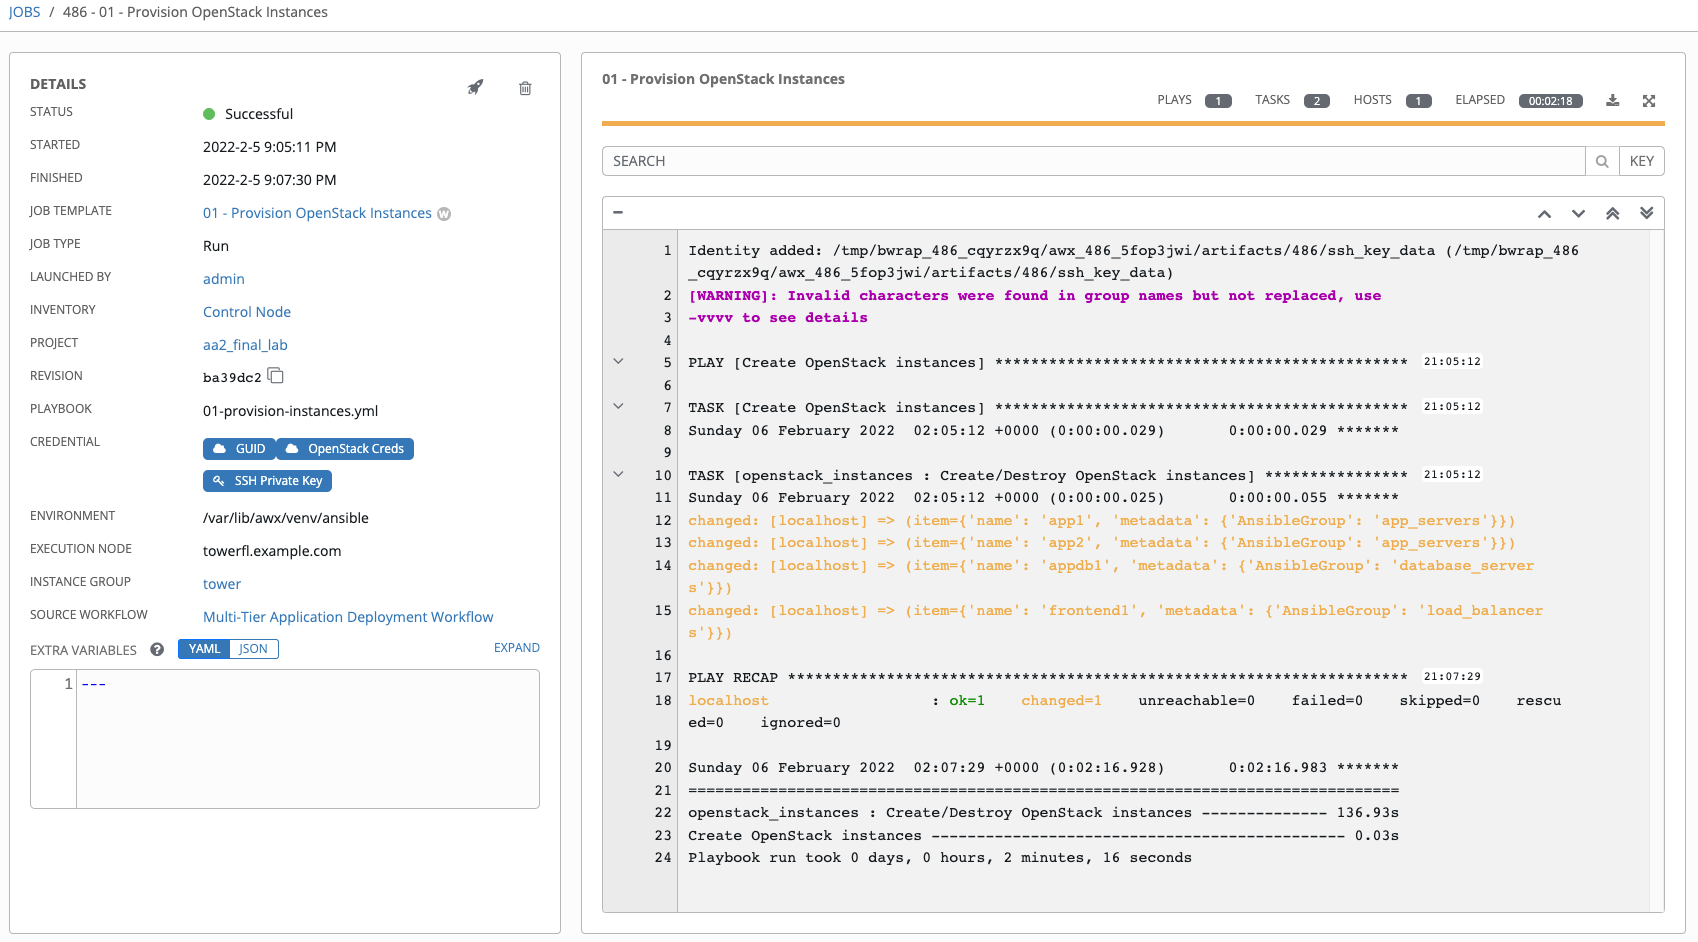 JOBS / 486 - 01 - Provision OpenStack Instances
DETAILS
STATUS Successful
STARTED 2022-2-5 9:05:11 PM
FINISHED 2022-2-5 9:07:30 PM
JOB TEMPLATE 01 - Provision OpenStack Instances W
JOB TYPE Run
LAUNCHED BY admin
INVENTORY Control Node
PROJECT aa2_final_lab
REVISION ba39dc2
PLAYBOOK 01-provision-instances.yml
CREDENTIAL GUID OpenStack Creds
SSH Private Key
ENVIRONMENT /var/lib/awx/venv/ansible
EXECUTION NODE towerfl.example.com
INSTANCE GROUP tower
SOURCE WORKFLOW Multi-Tier Application Deployment Workflow
EXTRA VARIABLES ? YAML JSON EXPAND
1 ---
01 - Provision OpenStack Instances
PLAYS 1 TASKS 2 HOSTS 1 ELAPSED 00:02:18
SEARCH KEY
1 Identity added: /tmp/bwrap_486_cqyrzx9q/awx_486_5fop3jwi/artifacts/486/ssh_key_data (/tmp/bwrap_486
_cqyrzx9q/awx_486_5fop3jwi/artifacts/486/ssh_key_data)
2 [WARNING]: Invalid characters were found in group names but not replaced, use
3 -vvvv to see details
4
5 PLAY [Create OpenStack instances] ********************************************** 21:05:12
6
7 TASK [Create OpenStack instances] ********************************************** 21:05:12
8 Sunday 06 February 2022  02:05:12 +0000 (0:00:00.029)       0:00:00.029 *******
9
10 TASK [openstack_instances : Create/Destroy OpenStack instances] **************** 21:05:12
11 Sunday 06 February 2022  02:05:12 +0000 (0:00:00.025)       0:00:00.055 *******
12 changed: [localhost] => (item={'name': 'app1', 'metadata': {'AnsibleGroup': 'app_servers'}})
13 changed: [localhost] => (item={'name': 'app2', 'metadata': {'AnsibleGroup': 'app_servers'}})
14 changed: [localhost] => (item={'name': 'appdb1', 'metadata': {'AnsibleGroup': 'database_server
s'}})
15 changed: [localhost] => (item={'name': 'frontend1', 'metadata': {'AnsibleGroup': 'load_balancer
s'}})
16
17 PLAY RECAP ********************************************************************* 21:07:29
18 localhost                  : ok=1    changed=1    unreachable=0    failed=0    skipped=0    rescu
ed=0    ignored=0
19
20 Sunday 06 February 2022  02:07:29 +0000 (0:02:16.928)       0:02:16.983 *******
21 ===============================================================================
22 openstack_instances : Create/Destroy OpenStack instances -------------- 136.93s
23 Create OpenStack instances ---------------------------------------------- 0.03s
24 Playbook run took 0 days, 0 hours, 2 minutes, 16 seconds